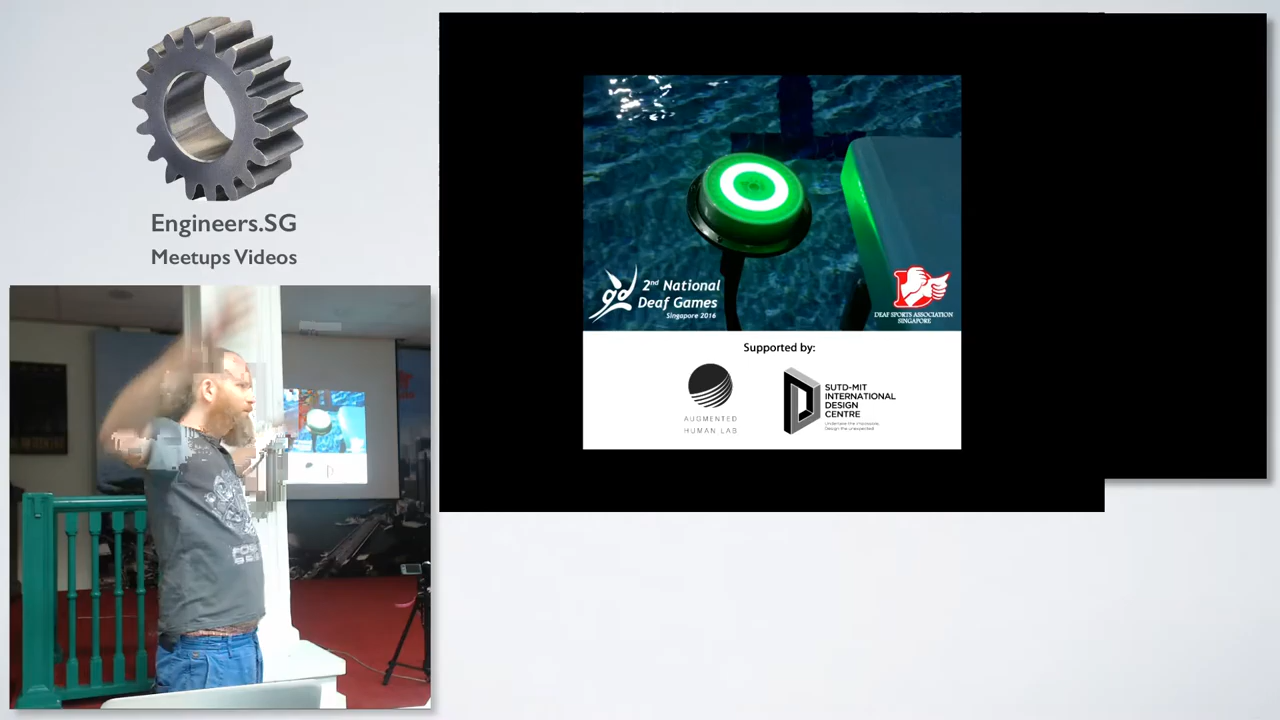 Engineers.SG
Meetups Videos
2nd National
Deaf Games
Singapore 2016
DEAF SPORTS ASSOCIATION
SINGAPORE
Supported by:
AUGMENTED
HUMAN LAB
SUTD-MIT
INTERNATIONAL
DESIGN
CENTRE